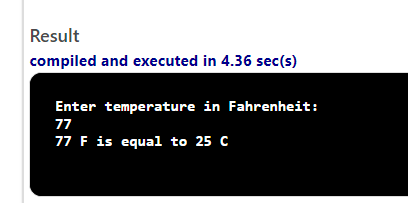 Result
compiled and executed in 4.36 sec(s)
Enter temperature in Fahrenheit:
77
77 F is equal to 25 C